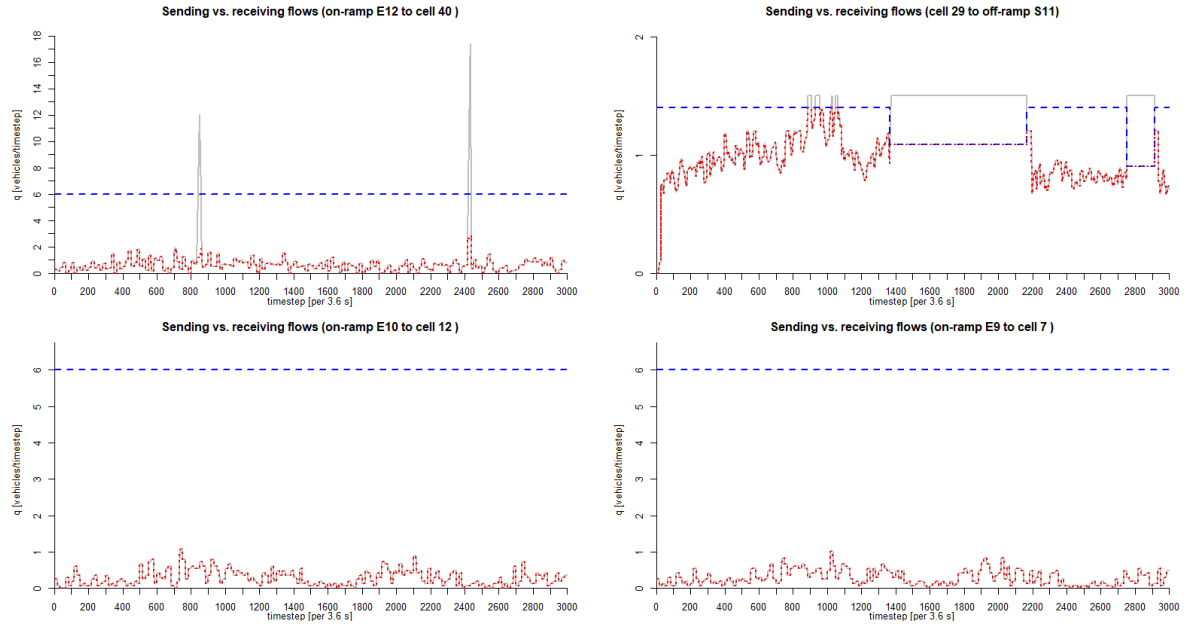 Sending vs. receiving flows (on-ramp E12 to cell 40 )
q [vehicles/timestep]
0 2 4 6 8 10 12 14 16 18
0 200 400 600 800 1000 1200 1400 1600 1800 2000 2200 2400 2600 2800 3000
timestep [per 3.6 s]
Sending vs. receiving flows (cell 29 to off-ramp S11)
q [vehicles/timestep]
0 1 2
0 200 400 600 800 1000 1200 1400 1600 1800 2000 2200 2400 2600 2800 3000
timestep [per 3.6 s]
Sending vs. receiving flows (on-ramp E10 to cell 12 )
q [vehicles/timestep]
0 1 2 3 4 5 6
0 200 400 600 800 1000 1200 1400 1600 1800 2000 2200 2400 2600 2800 3000
timestep [per 3.6 s]
Sending vs. receiving flows (on-ramp E9 to cell 7 )
q [vehicles/timestep]
0 1 2 3 4 5 6
0 200 400 600 800 1000 1200 1400 1600 1800 2000 2200 2400 2600 2800 3000
timestep [per 3.6 s]